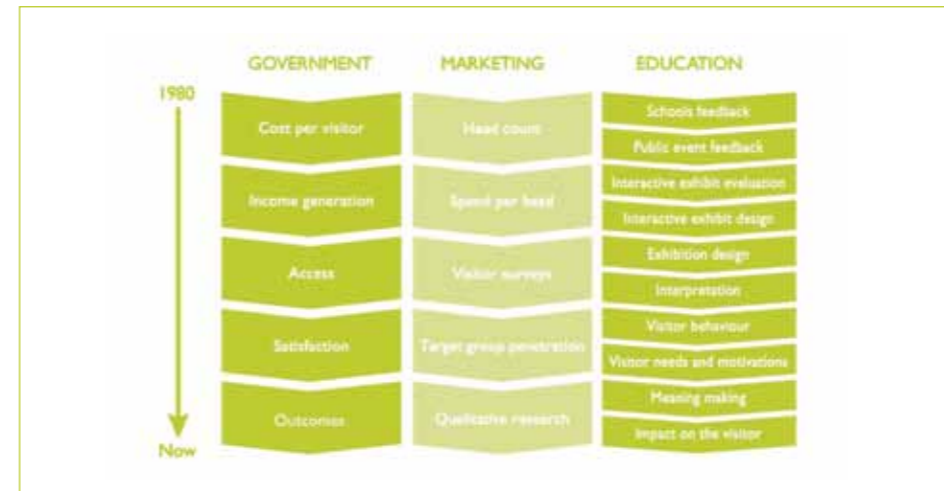 GOVERNMENT MARKETING EDUCATION
1980
Cost per visitor
Income generation
Access
Satisfaction
Outcomes
Head count
Spend per head
Visitor surveys
Target group penetration
Qualitative research
Schools feedback
Public event feedback
Interactive exhibit evaluation
Interactive exhibit design
Exhibition design
Interpretation
Visitor behaviour
Visitor needs and motivations
Meaning making
Impact on the visitor
Now